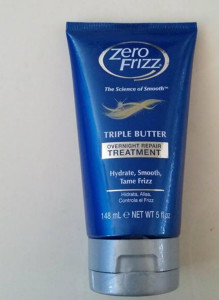 Zero
Frizz
The Science of Smooth™
TRIPLE BUTTER
OVERNIGHT REPAIR
TREATMENT
Hydrate, Smooth,
Tame Frizz
Hidrata, Alisa,
Controla el Frizz
148 mL e NET WT 5 fl oz